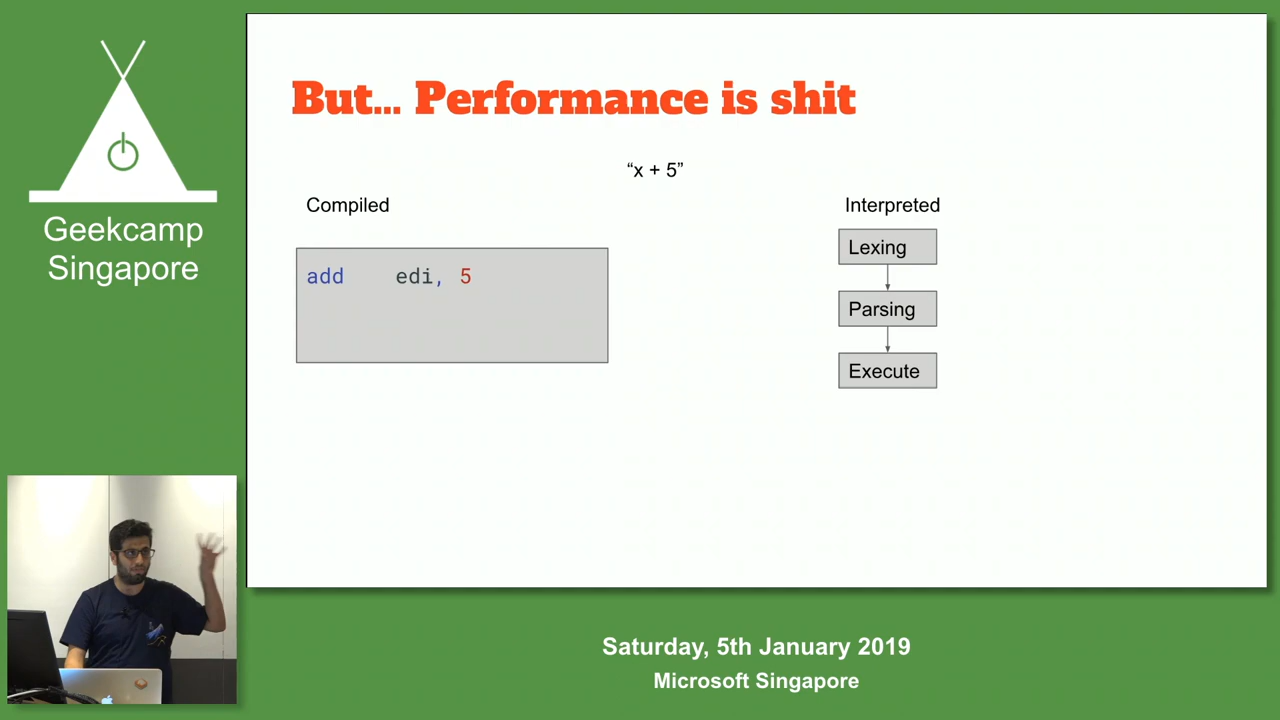 Geekcamp
Singapore
But... Performance is shit
“x + 5”
Compiled
Interpreted
add edi, 5
Lexing
Parsing
Execute
Saturday, 5th January 2019
Microsoft Singapore